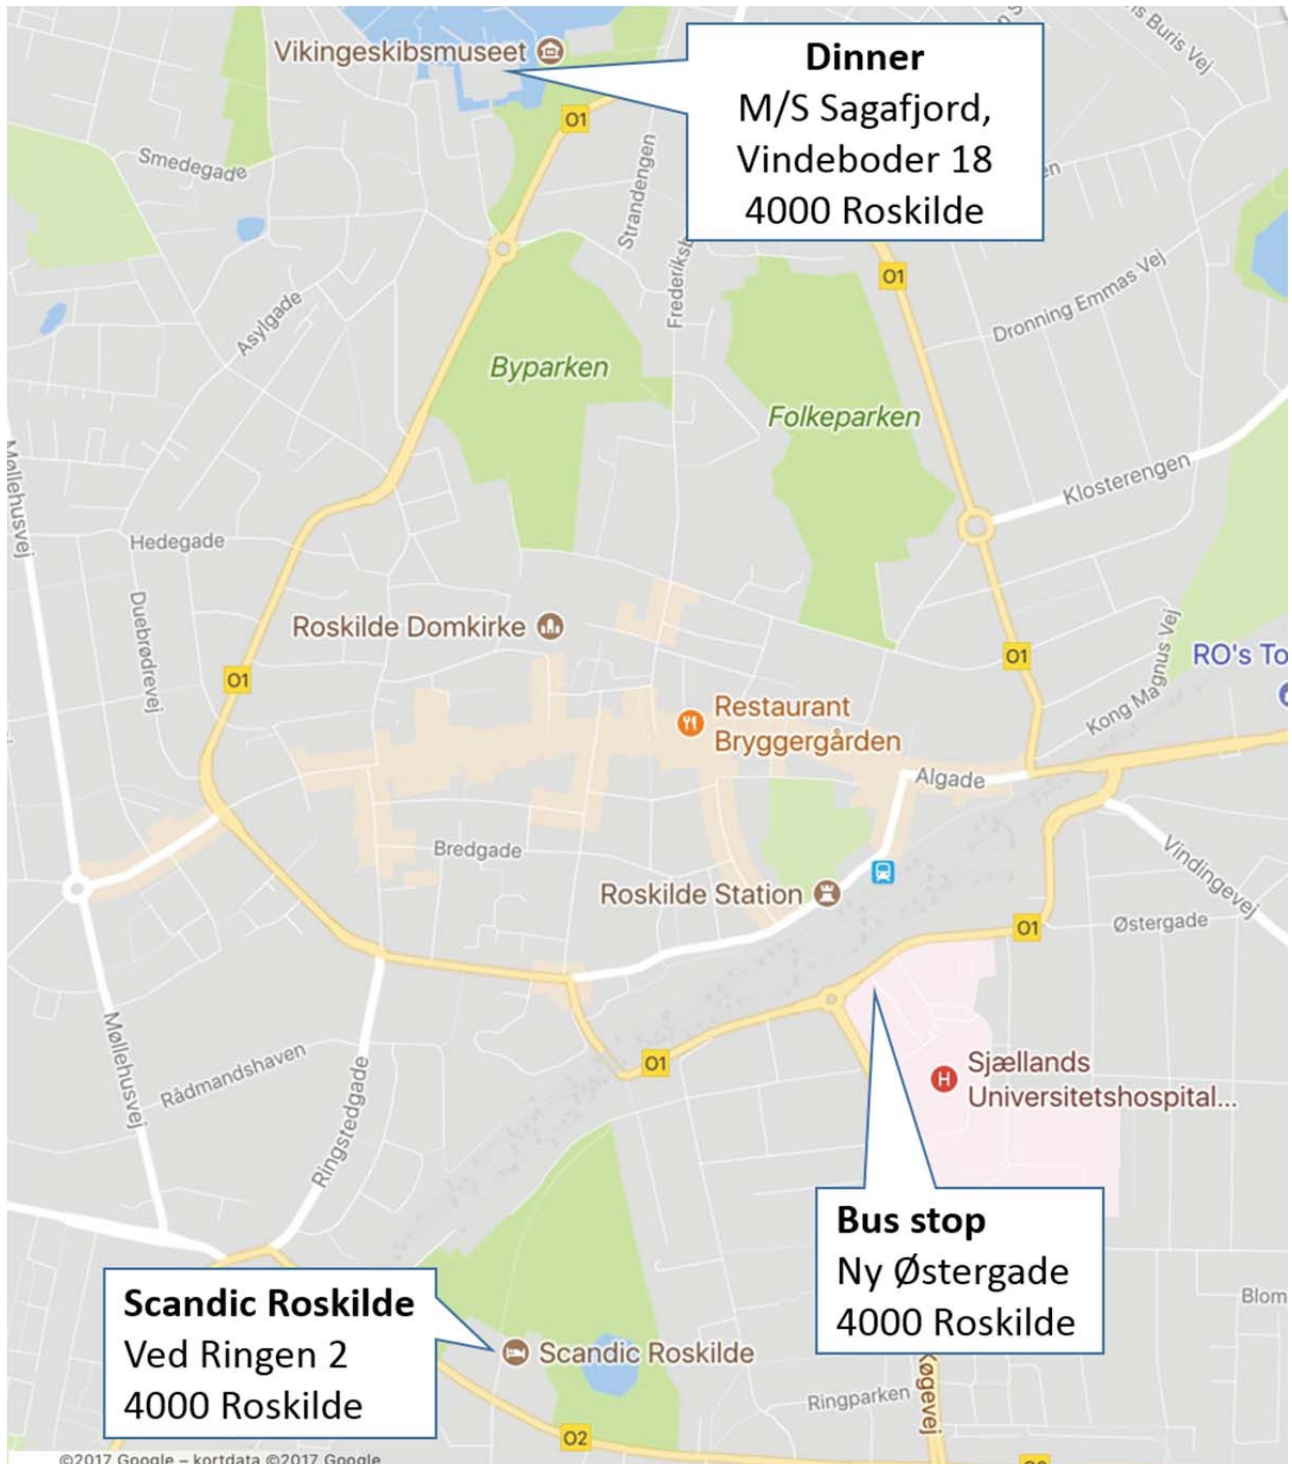 Vikingeskibsmuseet
Dinner
M/S Sagafjord,
Vindeboder 18
4000 Roskilde
s Buris Vej
O1
Smedegade
Strandengen
Frederiksb
O1
Dronning Emmas Vej
Asylgade
Byparken
Folkeparken
Møllehusvej
Klosterengen
Hedegade
Duebrødrevej
Roskilde Domkirke
O1
O1
Kong Magnus Vej
RO's To
Restaurant
Bryggergården
Algade
Bredgade
Vindingevej
Roskilde Station
O1
Østergade
Møllehusvej
Rådmandshaven
Ringstedgade
O1
Sjællands
Universitetshospital...
Bus stop
Ny Østergade
4000 Roskilde
Scandic Roskilde
Ved Ringen 2
4000 Roskilde
Scandic Roskilde
Blom
Ringparken
Køgevej
O2
©2017 Google – kortdata ©2017 Google